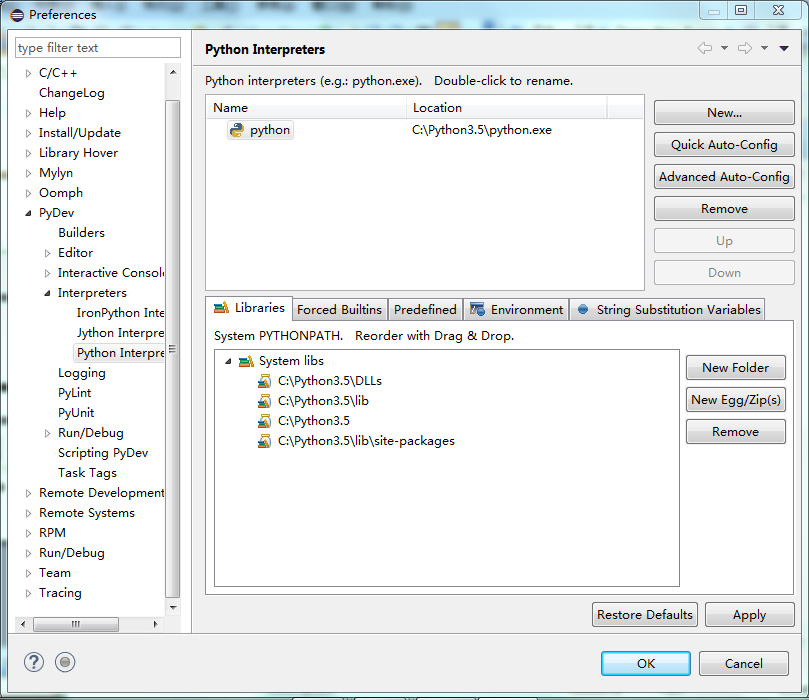 Preferences
type filter text
C/C++
ChangeLog
Help
Install/Update
Library Hover
Mylyn
Oomph
PyDev
Builders
Editor
Interactive Consol
Interpreters
IronPython Inte
Jython Interpre
Python Interpre
Logging
PyLint
PyUnit
Run/Debug
Scripting PyDev
Task Tags
Remote Development
Remote Systems
RPM
Run/Debug
Team
Tracing
Python Interpreters
Python interpreters (e.g.: python.exe).   Double-click to rename.
Name Location
python C:\Python3.5\python.exe
New...
Quick Auto-Config
Advanced Auto-Config
Remove
Up
Down
Libraries Forced Builtins Predefined Environment String Substitution Variables
System PYTHONPATH.   Reorder with Drag & Drop.
System libs
C:\Python3.5\DLLs
C:\Python3.5\lib
C:\Python3.5
C:\Python3.5\lib\site-packages
New Folder
New Egg/Zip(s)
Remove
Restore Defaults Apply
OK Cancel